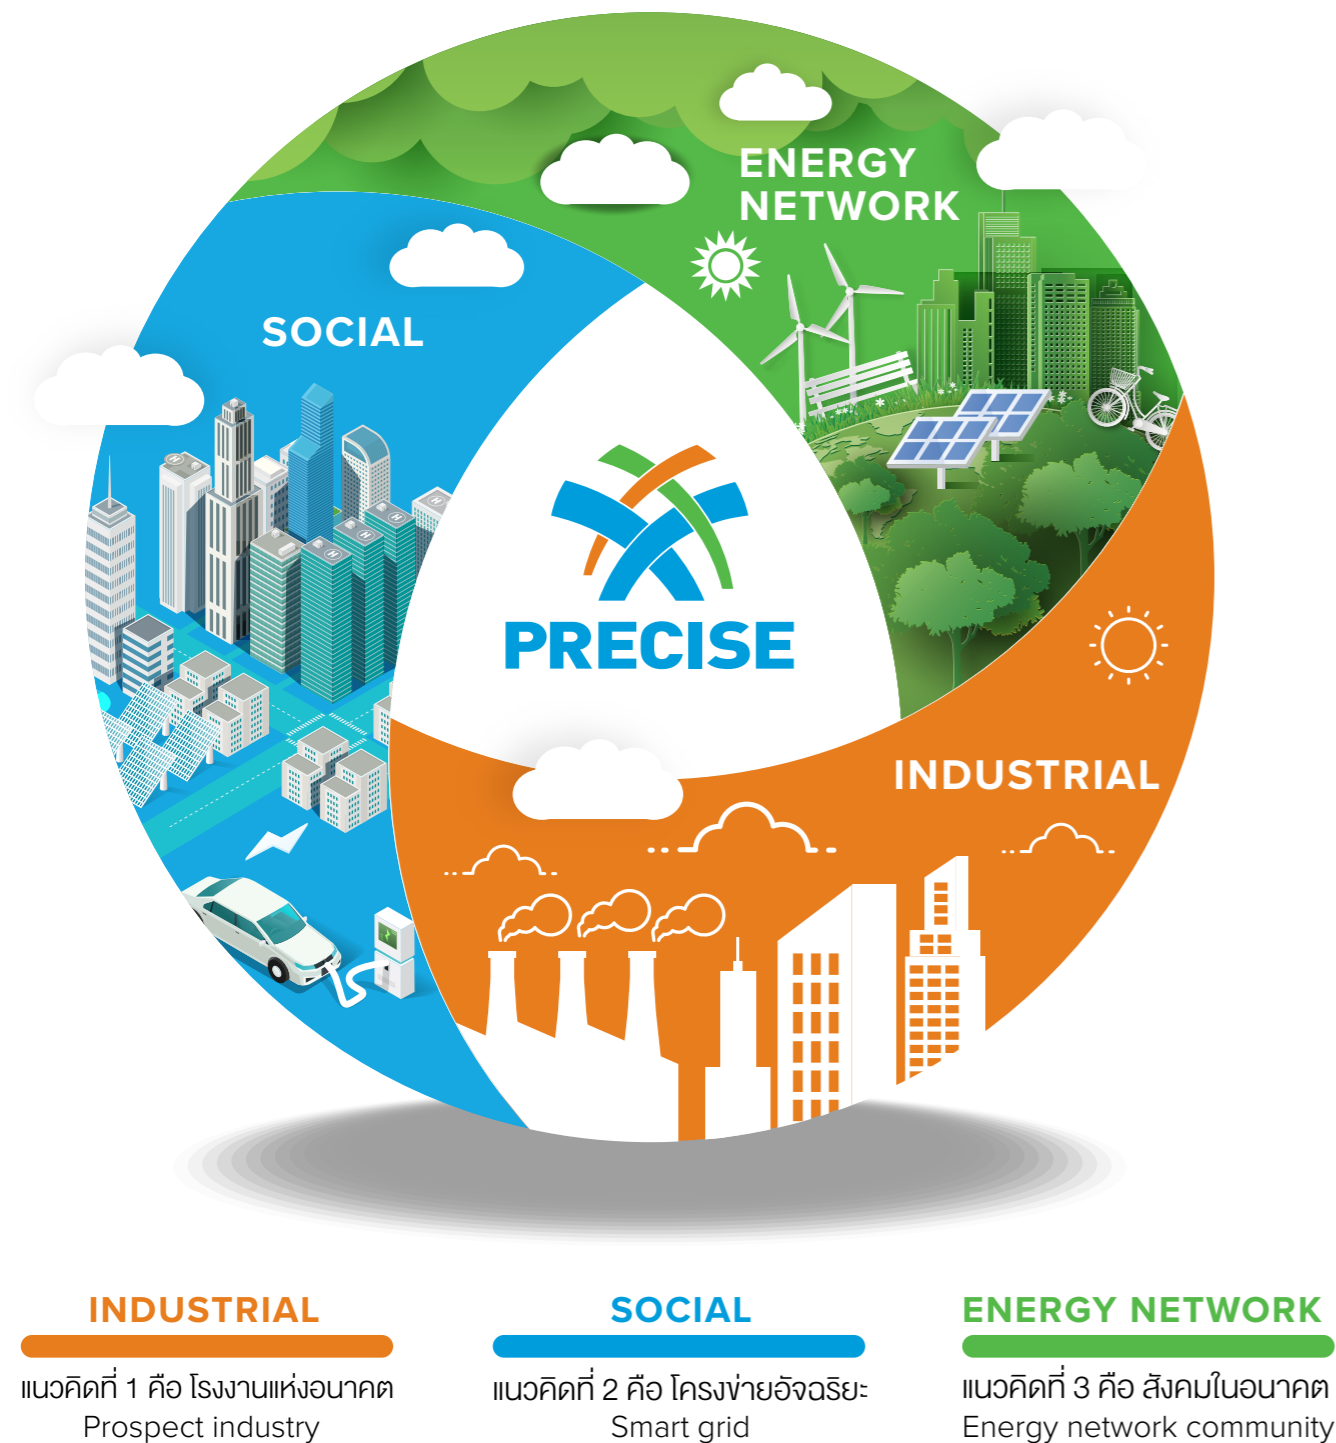 ENERGY
NETWORK
SOCIAL
PRECISE
INDUSTRIAL
INDUSTRIAL
แนวคิดที่ 1 คือ โรงงานแห่งอนาคต
Prospect industry
SOCIAL
แนวคิดที่ 2 คือ โครงข่ายอัจฉริยะ
Smart grid
ENERGY NETWORK
แนวคิดที่ 3 คือ สังคมในอนาคต
Energy network community